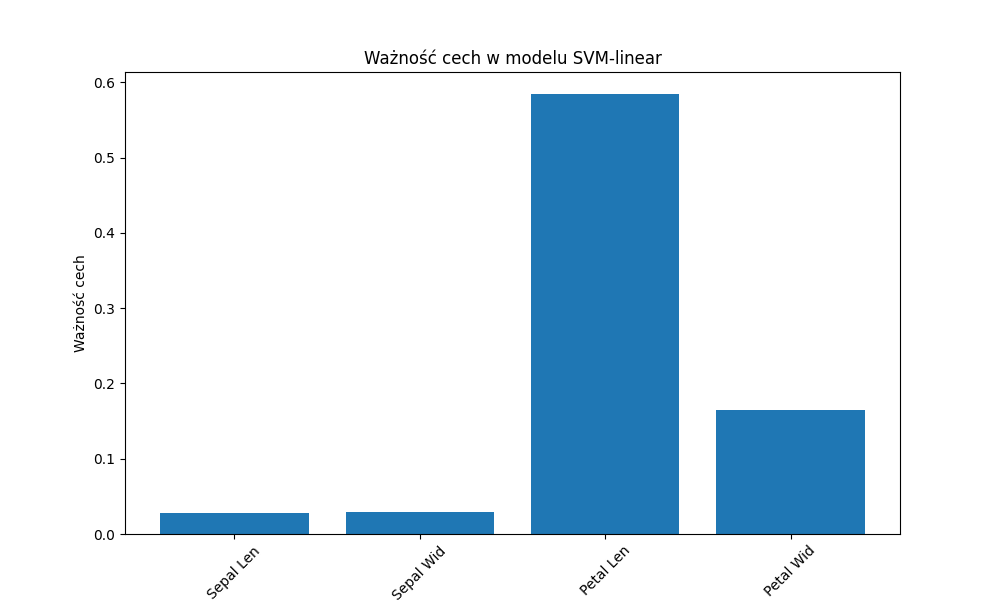 Ważność cech w modelu SVM-linear
Ważność cech
0.6
0.5
0.4
0.3
0.2
0.1
0.0
Sepal Len
Sepal Wid
Petal Len
Petal Wid